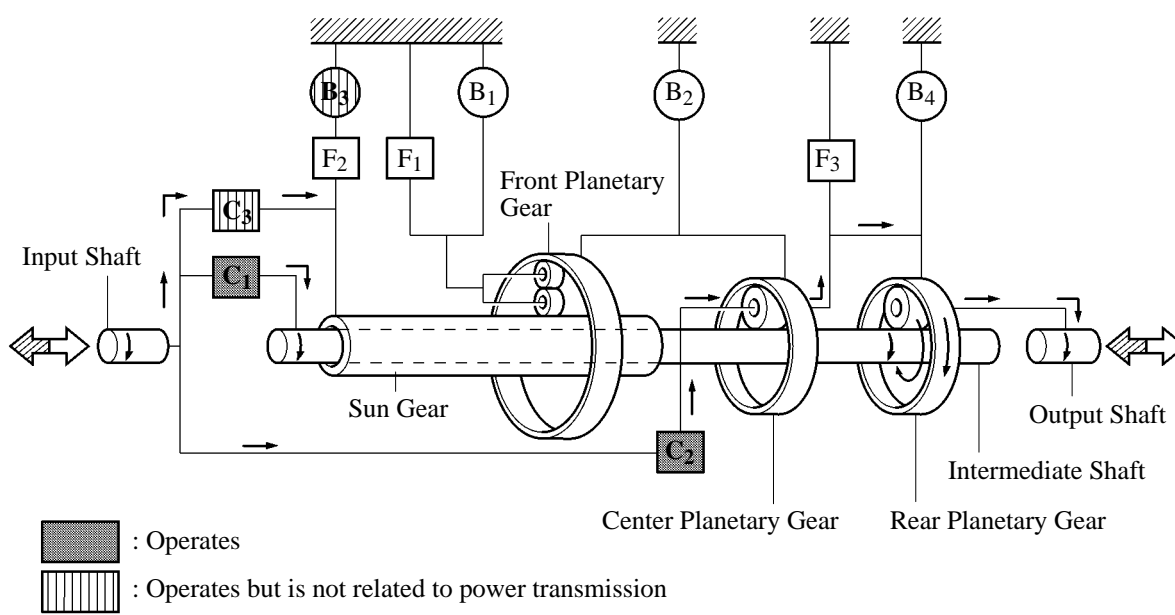 B3
B1
B2
B4
F2
F1
F3
Front Planetary
Gear
C3
Input Shaft
C1
Sun Gear
C2
Output Shaft
Intermediate Shaft
Center Planetary Gear
Rear Planetary Gear
: Operates
: Operates but is not related to power transmission